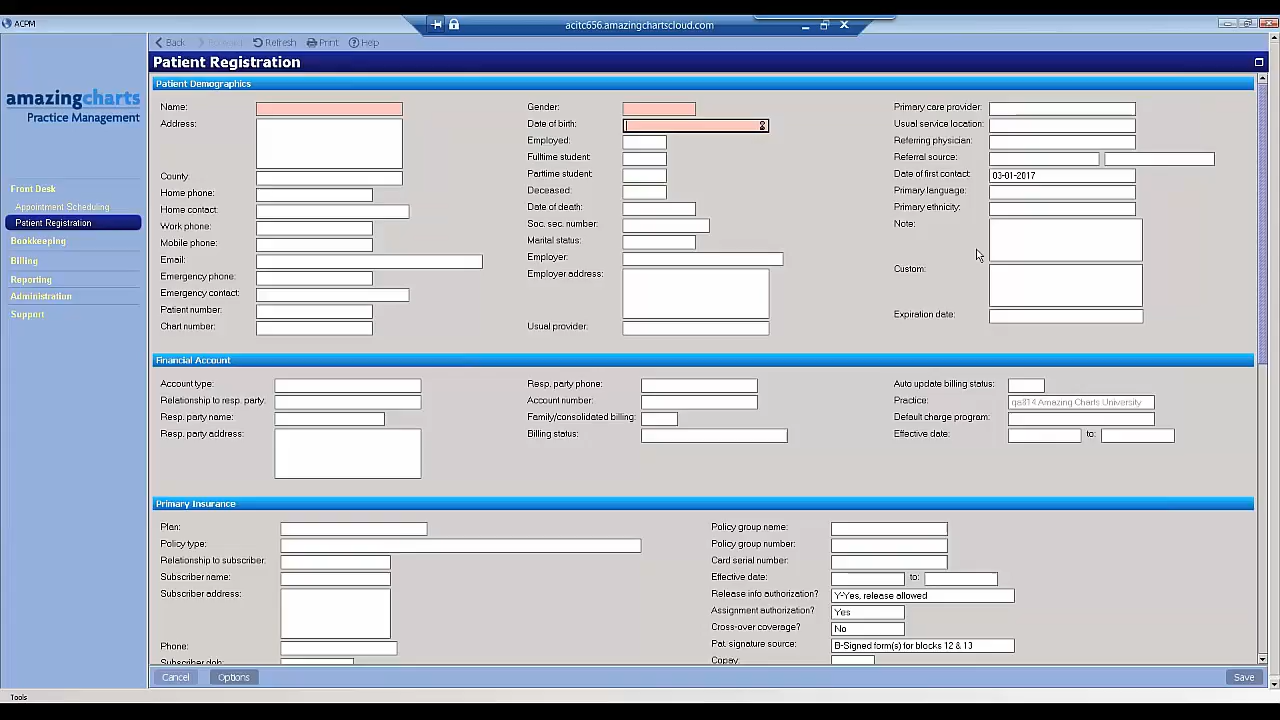 ACPM
acitc656.amazingchartscloud.com
Back
Refresh
Print
Help
Patient Registration
amazingcharts
Practice Management
Front Desk
Appointment Scheduling
Patient Registration
Bookkeeping
Billing
Reporting
Administration
Support
Patient Demographics
Name:
Address:
County:
Home phone:
Home contact:
Work phone:
Mobile phone:
Email:
Emergency phone:
Emergency contact:
Patient number:
Chart number:
Gender:
Date of birth:
Employed:
Fulltime student:
Parttime student:
Deceased:
Date of death:
Soc. sec. number:
Marital status:
Employer:
Employer address:
Usual provider:
Primary care provider:
Usual service location:
Referring physician:
Referral source:
Date of first contact: 03-01-2017
Primary language:
Primary ethnicity:
Note:
Custom:
Expiration date:
Financial Account
Account type:
Relationship to resp. party:
Resp. party name:
Resp. party address:
Resp. party phone:
Account number:
Family/consolidated billing:
Billing status:
Auto update billing status:
Practice: qa814 Amazing Charts University
Default charge program:
Effective date: to:
Primary Insurance
Plan:
Policy type:
Relationship to subscriber:
Subscriber name:
Subscriber address:
Phone:
Subscriber dob:
Policy group name:
Policy group number:
Card serial number:
Effective date: to:
Release info authorization? Y-Yes, release allowed
Assignment authorization? Yes
Cross-over coverage? No
Pat. signature source: B-Signed form(s) for blocks 12 & 13
Copay:
Cancel
Options
Save
Tools